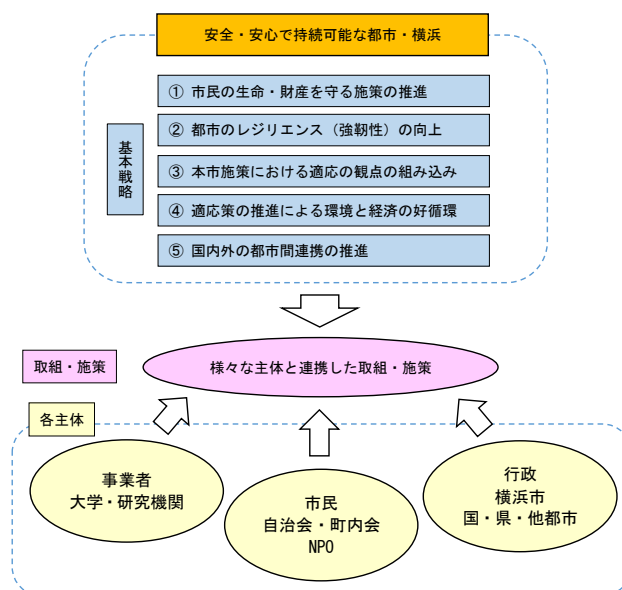 安全・安心で持続可能な都市・横浜
基本戦略
① 市民の生命・財産を守る施策の推進
② 都市のレジリエンス（強靭性）の向上
③ 本市施策における適応の観点の組み込み
④ 適応策の推進による環境と経済の好循環
⑤ 国内外の都市間連携の推進
取組・施策
様々な主体と連携した取組・施策
各主体
事業者
大学・研究機関
市民
自治会・町内会
NPO
行政
横浜市
国・県・他都市